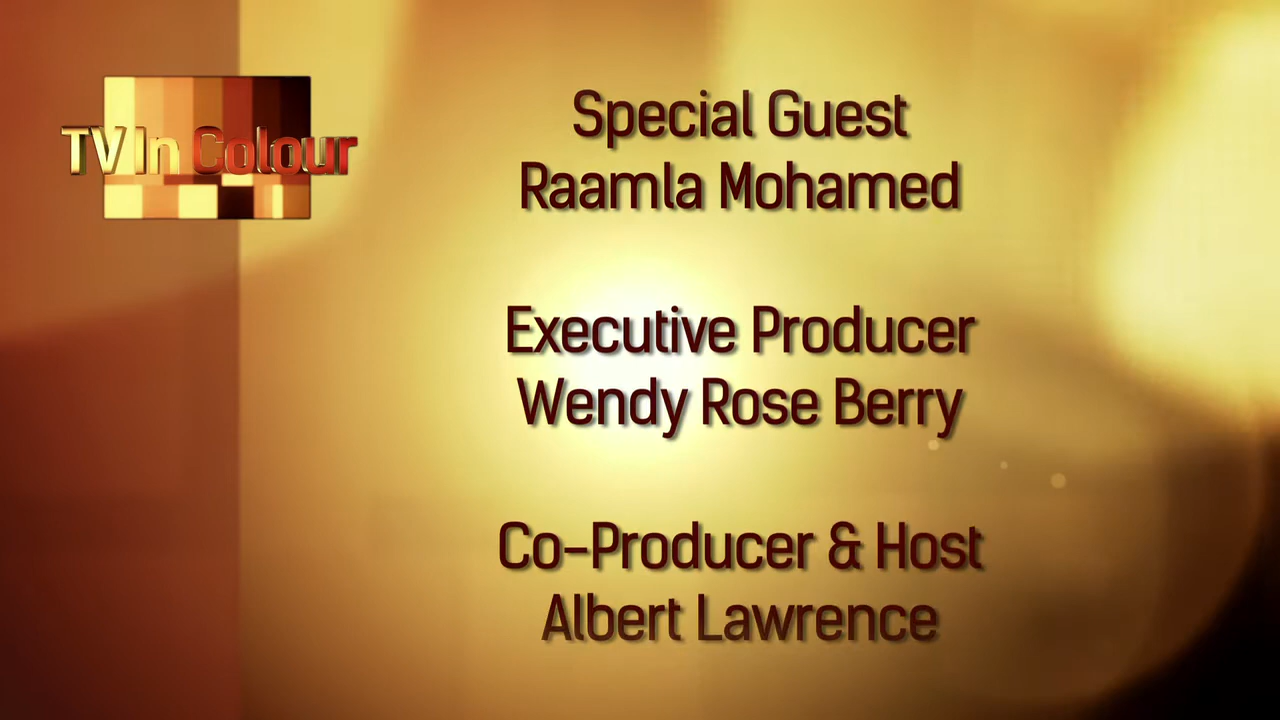 TV In Colour
Special Guest
Raamla Mohamed
Executive Producer
Wendy Rose Berry
Co-Producer & Host
Albert Lawrence